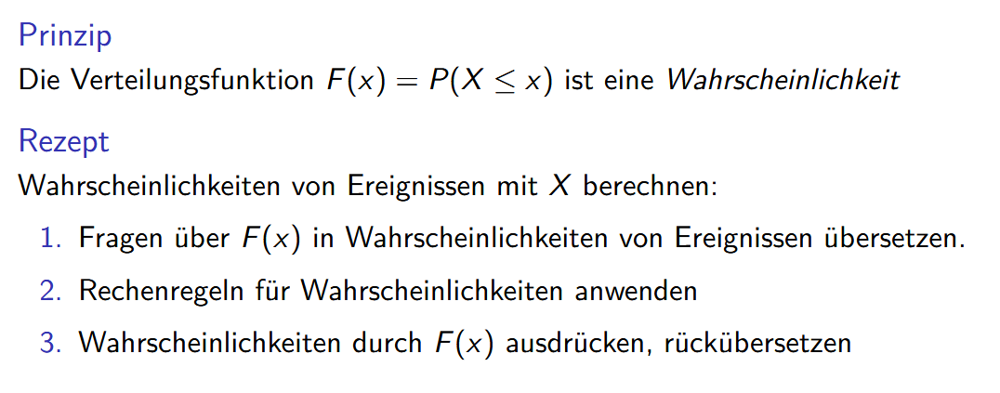 Prinzip
Die Verteilungsfunktion F(x) = P(X ≤ x) ist eine Wahrscheinlichkeit
Rezept
Wahrscheinlichkeiten von Ereignissen mit X berechnen:
1. Fragen über F(x) in Wahrscheinlichkeiten von Ereignissen übersetzen.
2. Rechenregeln für Wahrscheinlichkeiten anwenden
3. Wahrscheinlichkeiten durch F(x) ausdrücken, rückübersetzen